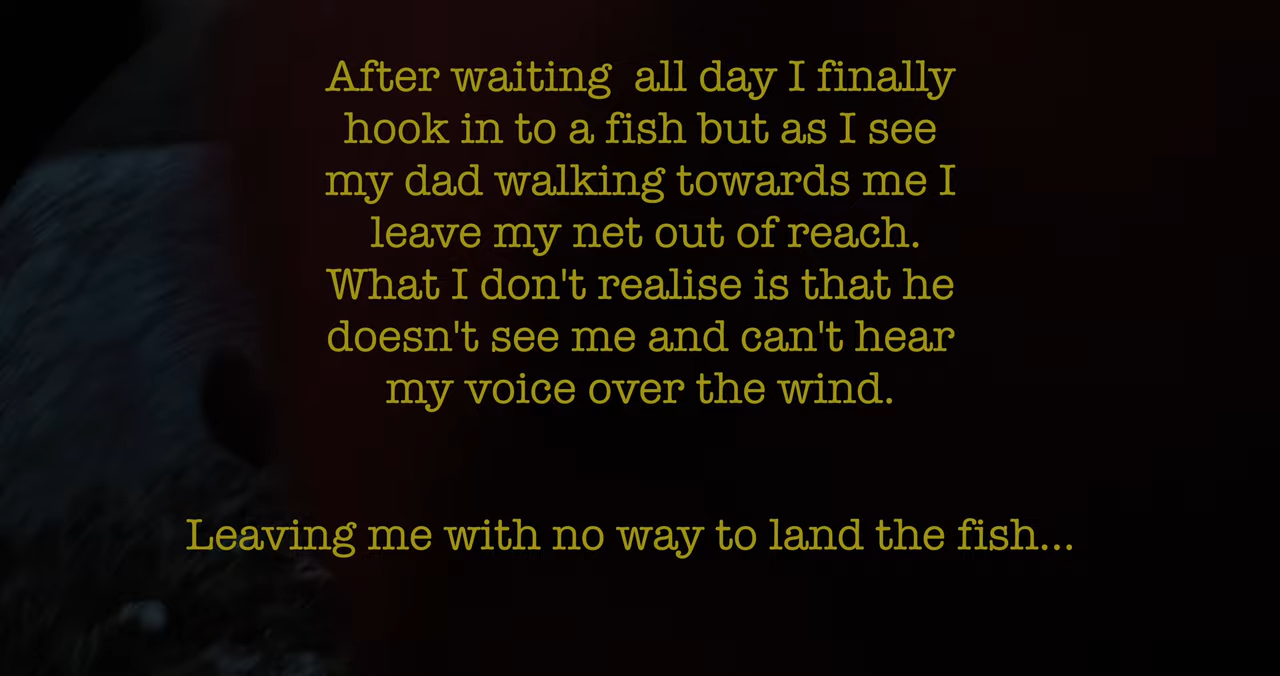 After waiting  all day I finally
hook in to a fish but as I see
my dad walking towards me I
leave my net out of reach.
What I don't realise is that he
doesn't see me and can't hear
my voice over the wind.
Leaving me with no way to land the fish...